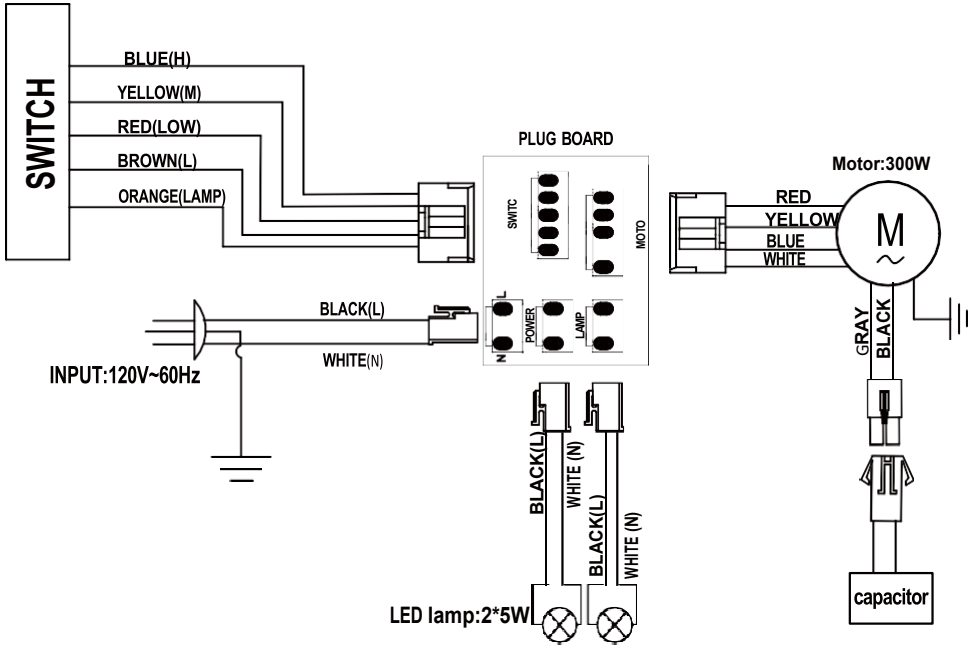 SWITCH
BLUE(H)
YELLOW(M)
RED(LOW)
BROWN(L)
ORANGE(LAMP)
PLUG BOARD
SWITC
MOTO
L
N
POWER
LAMP
Motor:300W
RED
YELLOW
BLUE
WHITE
M
GRAY
BLACK
BLACK(L)
WHITE(N)
INPUT:120V~60Hz
BLACK(L)
WHITE (N)
BLACK(L)
WHITE (N)
LED lamp:2*5W
capacitor